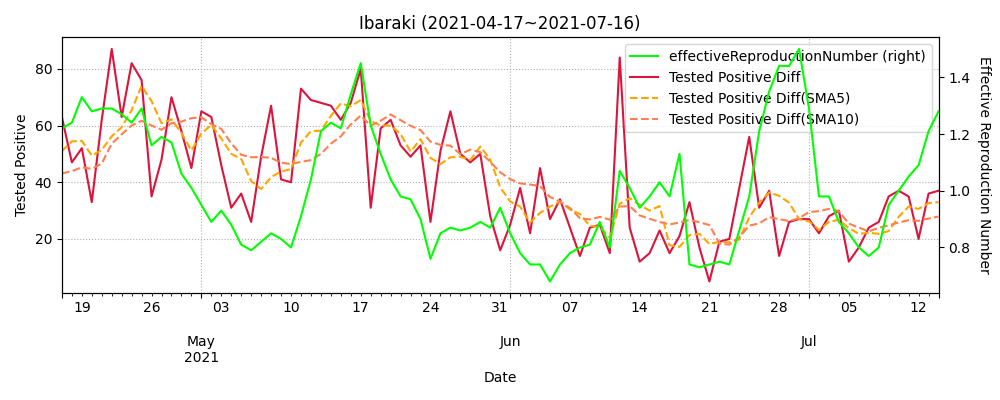 Ibaraki (2021-04-17~2021-07-16)
effectiveReproductionNumber (right)
Tested Positive Diff
Tested Positive Diff(SMA5)
Tested Positive Diff(SMA10)
Tested Positive
80
60
40
20
1.4
1.2
1.0
0.8
Effective Reproduction Number
19 26 03 10 17 24 31 07 14 21 28 05 12
May Jun Jul
2021
Date